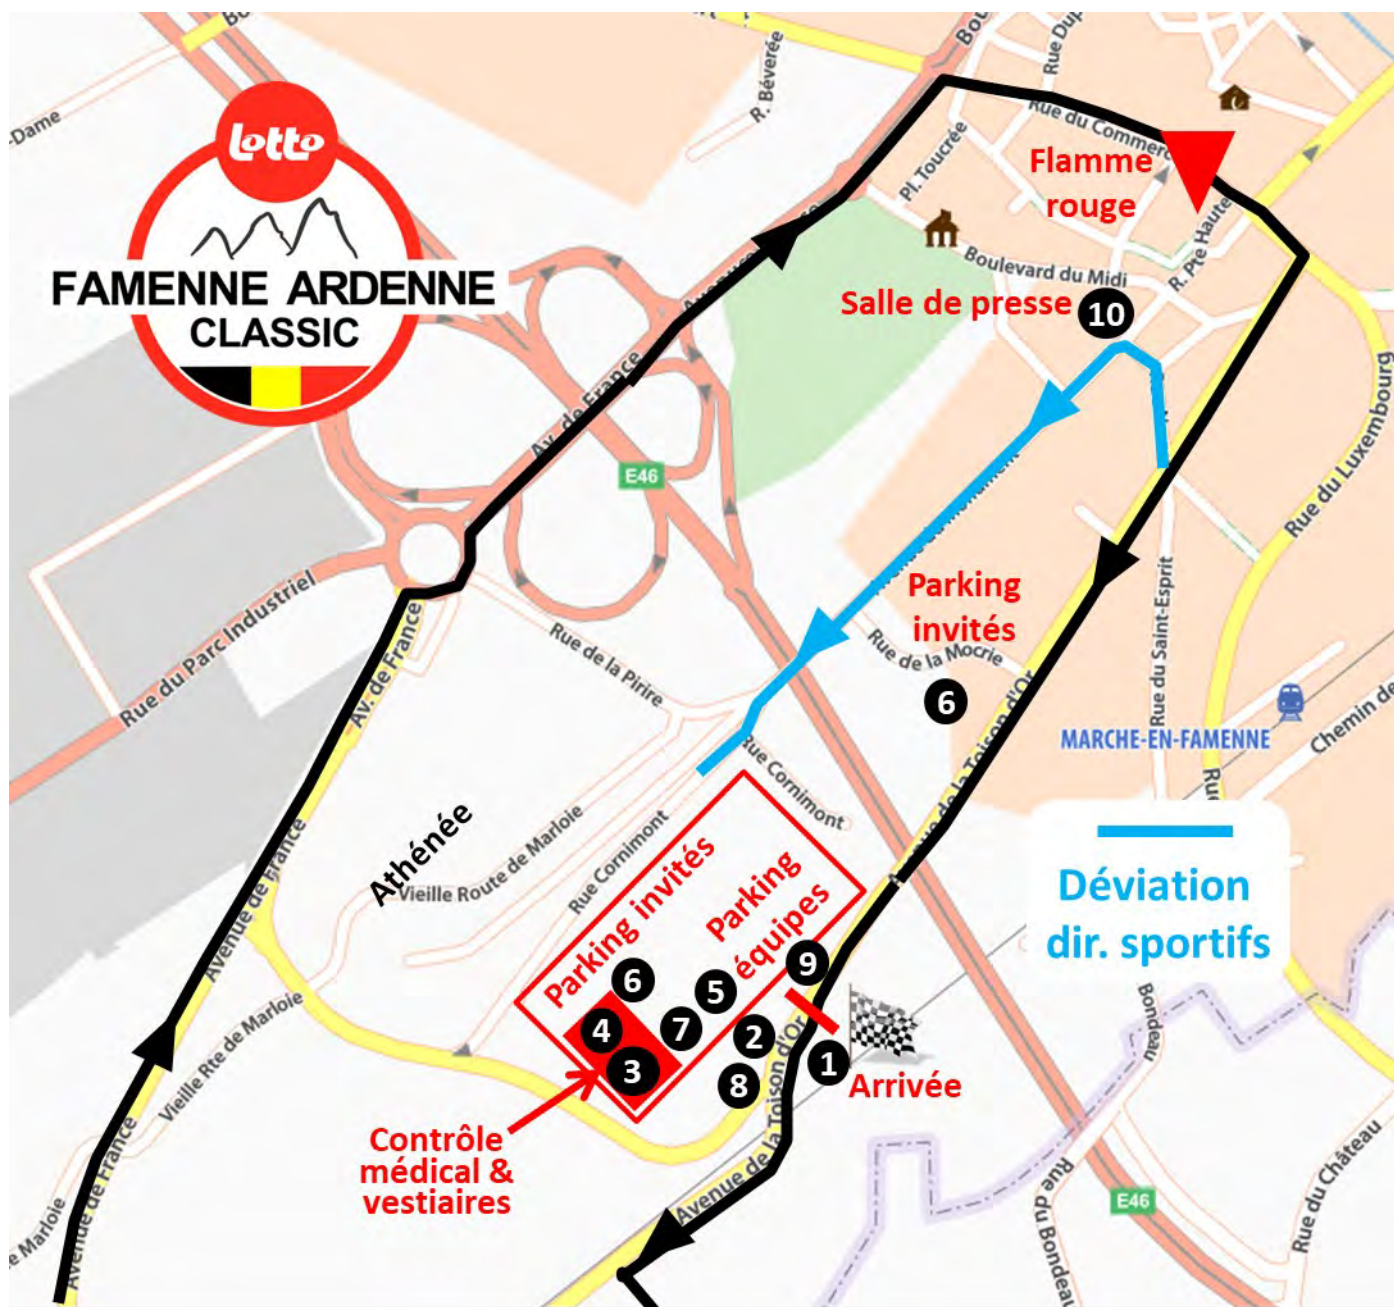 Lotto
FAMENNE ARDENNE
CLASSIC
-Dame
R. Béverée
Rue Dup
Rue du Commerc
Flamme
rouge
Pl. Toucrée
R. Pte Haute
Boulevard du Midi
Salle de presse
10
Av. de France
E46
Rue du Luxembourg
Rue du Parc Industriel
Av. de France
Rue de la Pirire
Parking
invités
Rue de la Mocrie
6
Rue du Saint-Esprit
MARCHE-EN-FAMENNE
Chemin de
Rue
Rue Cornimont
Avenue de France
Athénée
Vieille Route de Marloie
Rue Cornimont
Parking invités
Parking
équipes
Déviation
dir. sportifs
Vieille Rte de Marloie
6
5
9
4
7
2
3
8
1
Arrivée
Contrôle
médical &
vestiaires
de la Toison d'Or
Toison d'Or
Avenue de la
Bondeau
Rue du Bondeau
E46
Rue du Château
Avenue de France
e Marloie